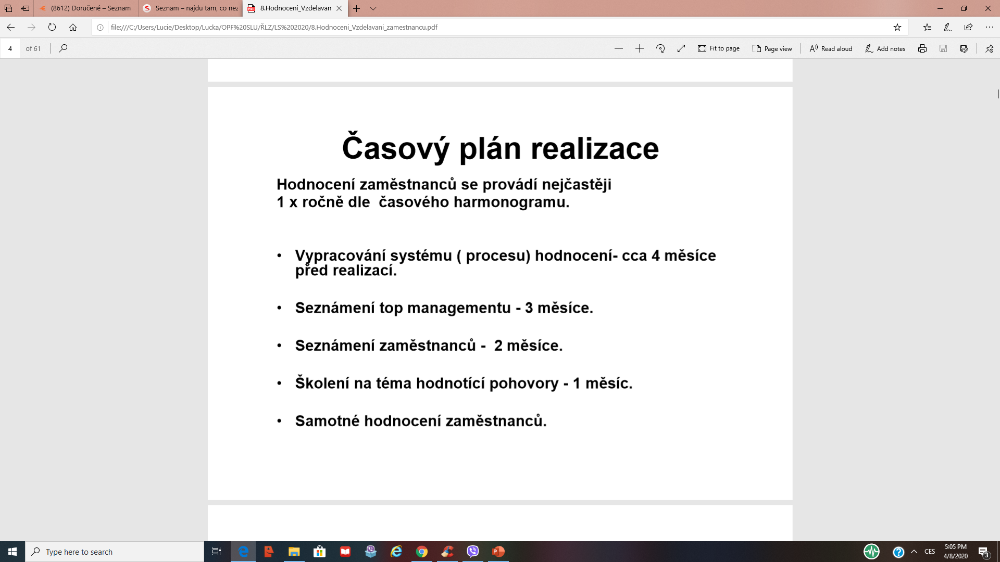 (8612) Doručené – Seznam
Seznam – najdu tam, co nez
8.Hodnoceni_Vzdelavan
file:///C:/Users/Lucie/Desktop/Lucka/OPF%20SLU/ŘLZ/LS%202020/8.Hodnoceni_Vzdelavani_zamestnancu.pdf
4 of 61
Fit to page
Page view
Read aloud
Add notes
Časový plán realizace
Hodnocení zaměstnanců se provádí nejčastěji
1 x ročně dle  časového harmonogramu.
• Vypracování systému ( procesu) hodnocení- cca 4 měsíce
před realizací.
• Seznámení top managementu - 3 měsíce.
• Seznámení zaměstnanců -  2 měsíce.
• Školení na téma hodnotící pohovory - 1 měsíc.
• Samotné hodnocení zaměstnanců.
Type here to search
CES
5:05 PM
4/8/2020
3